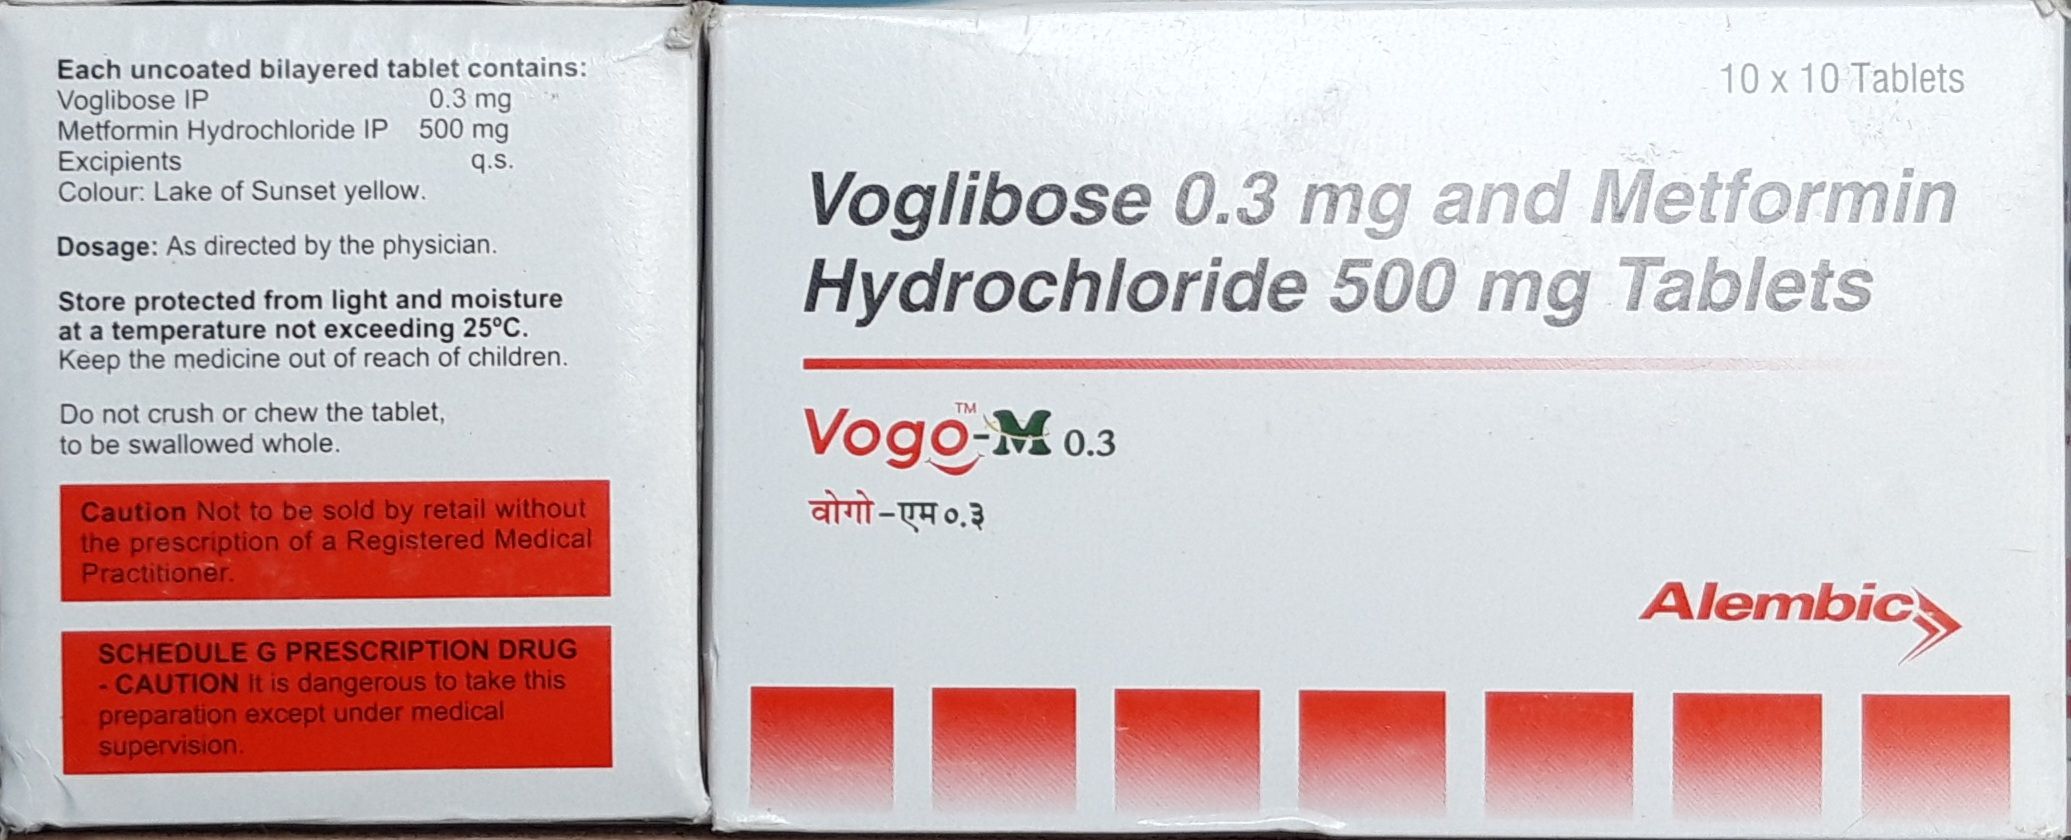 Each uncoated bilayered tablet contains:
Voglibose IP 0.3 mg
Metformin Hydrochloride IP 500 mg
Excipients q.s.
Colour: Lake of Sunset yellow.
Dosage: As directed by the physician.
Store protected from light and moisture
at a temperature not exceeding 25ºC.
Keep the medicine out of reach of children.
Do not crush or chew the tablet,
to be swallowed whole.
Caution Not to be sold by retail without
the prescription of a Registered Medical
Practitioner.
SCHEDULE G PRESCRIPTION DRUG
- CAUTION It is dangerous to take this
preparation except under medical
supervision.
10 x 10 Tablets
Voglibose 0.3 mg and Metformin
Hydrochloride 500 mg Tablets
Vogo™-M 0.3
वोगो-एम ०.३
Alembic